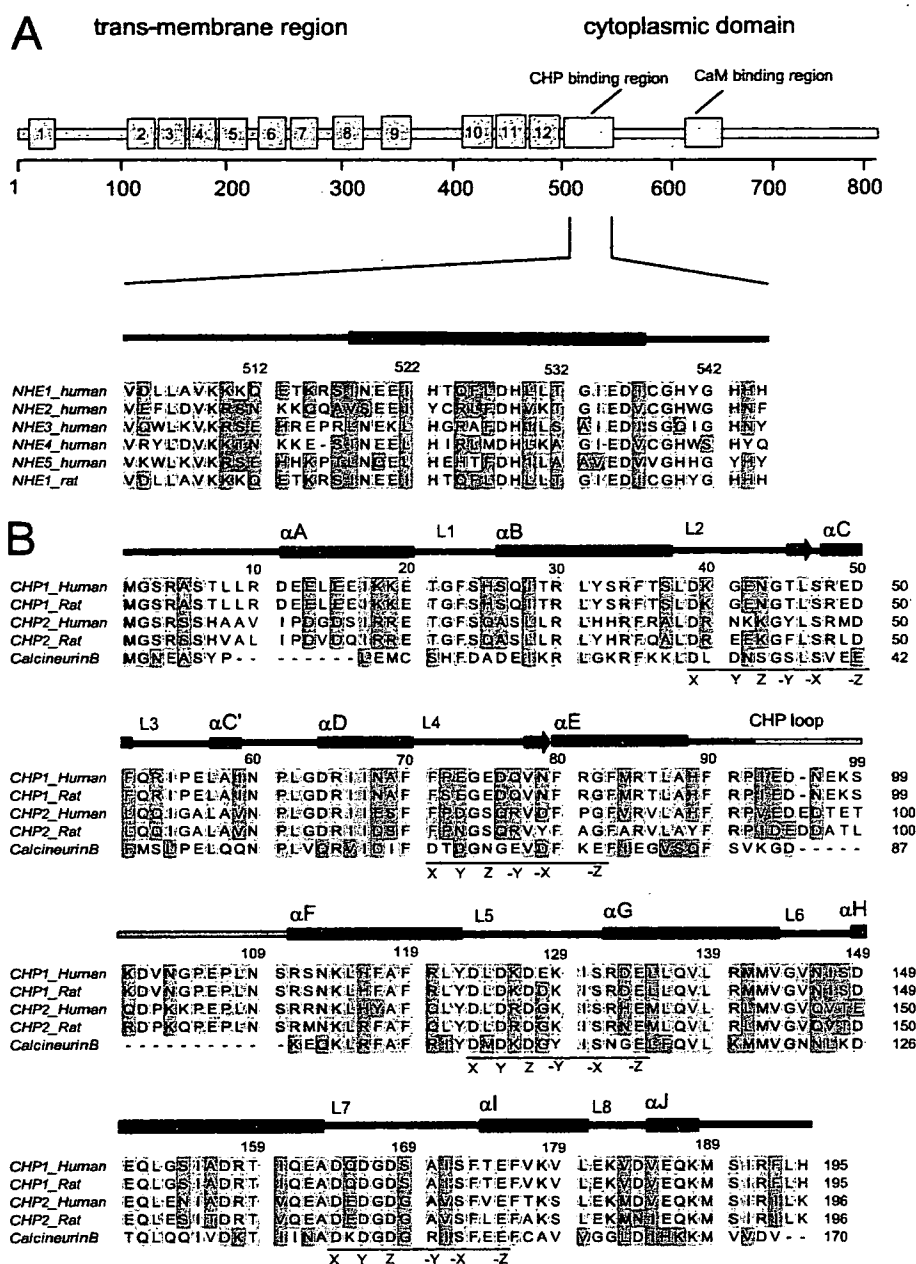 A
trans-membrane region cytoplasmic domain
CHP binding region CaM binding region
1 2 3 4 5 6 7 8 9 10 11 12
1 100 200 300 400 500 600 700 800
512 522 532 542
NHE1_human VDLLAVKKKQ ETKRSINEEI HTQFLDHLLT GIEDICGHYG HHH
NHE2_human VEFLDVKRSN KKQQAVSEEI YCRLFDHVKT GIEDVCGHWG HNF
NHE3_human VQWLKVKRSE HREPRLNEKL HGRAFDHILS AIEDISGQIG HNY
NHE4_human VRYLDVKKTN KKE-SINEEL HIRLMDHLKA GI-EDVCGHWS HYQ
NHE5_human VKWLKVKRSE HHKPTLNQEL HEHTFDHILA AVEDVVGHHG YHY
NHE1_rat VDLLAVKKKQ ETKRSINEEI HTQFLDHLLT GIEDICGHYG HHH
B
αA L1 αB L2 αC
10 20 30 40 50
CHP1_Human MGSRASTLLR DEELEEIKKE TGFSHSQITR LYSRFTSLDK GENGTLSRED 50
CHP1_Rat MGSRASTLLR DEELEEIKKE TGFSHSQITR LYSRFTSLDK GENGTLSRED 50
CHP2_Human MGSRSSHAAV IPDGDSIRRE TGFSQASLLR LHHRFRALDR NKKGYLSRMD 50
CHP2_Rat MGSRSSHVAL IPDVDQIRRE TGFSQASLLR LYHRFQALDR EEKGFLSRLD 50
CalcineurinB MGNEASYP-- --------LEMC SHFDADEIKR LGKRFKKLDL DNSGSLSVEE 42
X Y Z -Y -X -Z
L3 αC' αD L4 αE CHP loop
60 70 80 90 99
CHP1_Human FQRIPELAIN PLGDRIINAF FPEGEDQVNF RGFMRTLAHF RPIED-NEKS 99
CHP1_Rat FQRIPELAIN PLGDRIINAF FPEGEDQVNF RGFMRTLAHF RPIED-NEKS 99
CHP2_Human LQQIGALAVN PLGDRIIESF FPDGSQRVDF PGFVRVLAHF RPVEDEDTET 100
CHP2_Rat LQQIGALAVN PLGDRIIDSF FPNGSQRVYF AGFARVLAYF RPIDEDDATL 100
CalcineurinB FMSLPELQQN PLVQRVIDIF DTDGNGEVDF KEFIEGVSQF SVKGD----- 87
X Y Z -Y -X -Z
αF L5 αG L6 αH
109 119 129 139 149
CHP1_Human KDVNGPEPLN SRSNKLHFAF RLYDLDKDEK ISRDELLQVL RMMVGVNISD 149
CHP1_Rat KDVNGPEPLN SRSNKLHFAF RLYDLDKDDK ISRDELLQVL RMMVGVNISD 149
CHP2_Human QDPKKPEPLN SRRNKLHYAF QLYDLDRDGK ISRHEMLQVL RLMVGVQVTE 150
CHP2_Rat RDPKQPEPLN SRMNKLRFAF QLYDLDRDGK ISRNEMLQVL RLMVGVQVTD 150
CalcineurinB ---------- KEQKLRFAF RIYDMDKDGY ISNGELFQVL KMMVGNNLKD 126
X Y Z -Y -X -Z
L7 αI L8 αJ
159 169 179 189
CHP1_Human EQLGSIADRT IQEADQDGDS AISFTEFVKV LEKVDVEQKM SIRFLH 195
CHP1_Rat EQLGSIADRT IQEADQDGDS AISFTEFVKV LEKVDVEQKM SIRFLH 195
CHP2_Human EQLENIADRT VQEADEDGDG AVSFVEFTKS LEKMDVEQKM SIRILK 196
CHP2_Rat EQLESITDRT VQEADEDGDG AVSFLEFAKS LEKMNIEQKM SIRILK 196
CalcineurinB TQLQQIVDKT IINADKDGDG RISFEEFCAV VGGLDIHKKM VVDV-- 170
X Y Z -Y -X -Z